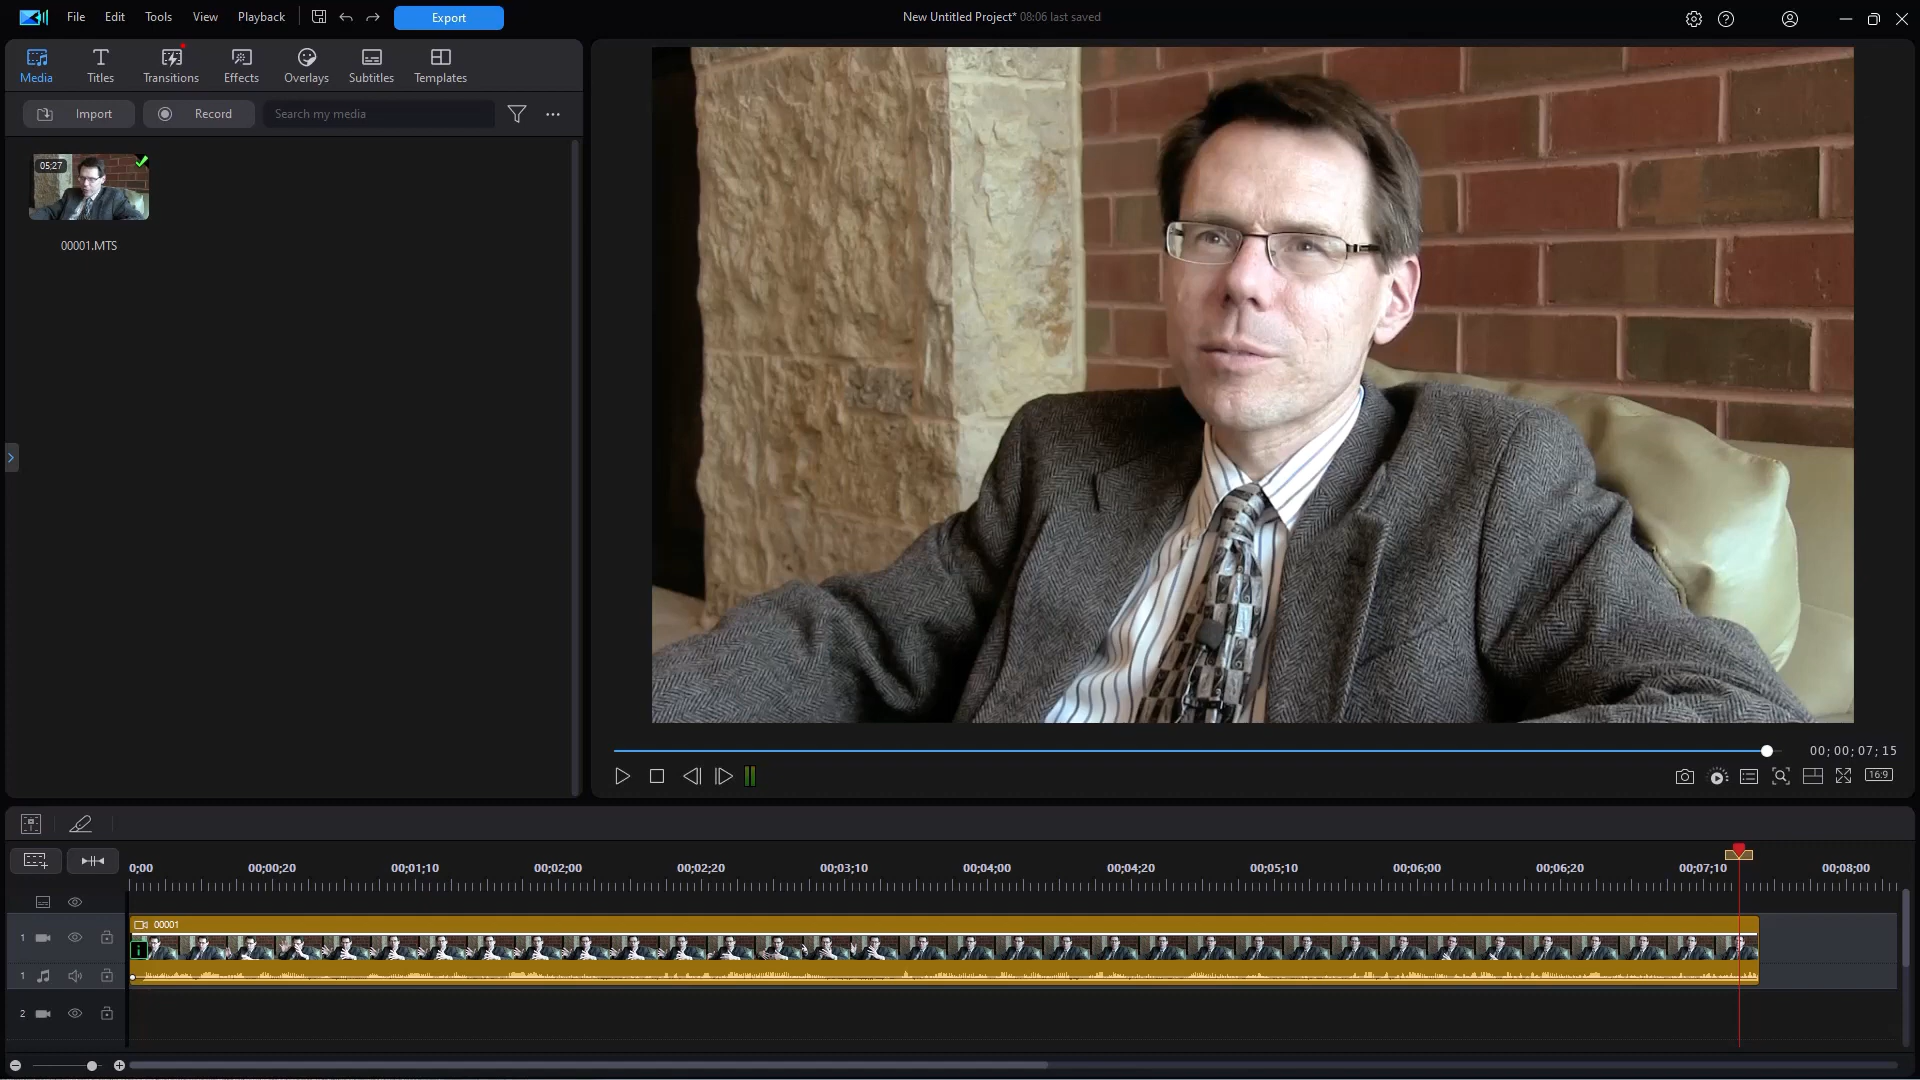 File Edit Tools View Playback Export New Untitled Project* 08:06 last saved
Media Titles Transitions Effects Overlays Subtitles Templates
Import Record Search my media
05:27
00001.MTS
00; 00; 07; 15
16:9
0;00 00;00;20 00;01;10 00;02;00 00;02;20 00;03;10 00;04;00 00;04;20 00;05;10 00;06;00 00;06;20 00;07;10 00;08;00
00001
1
i
1
2